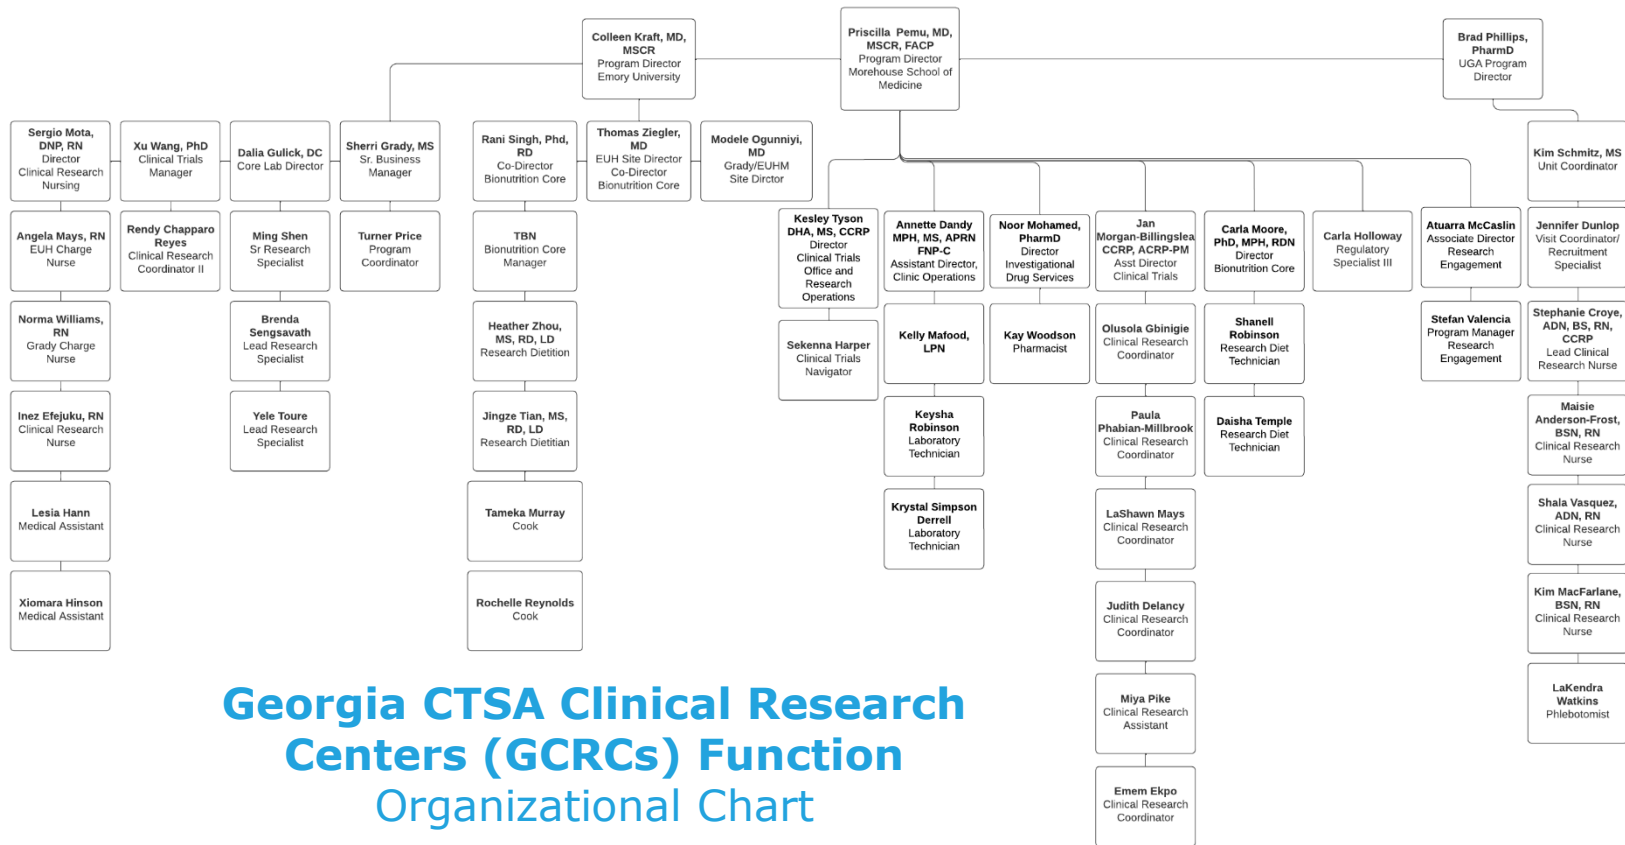 Colleen Kraft, MD,
MSCR
Program Director
Emory University
Priscilla Pemu, MD,
MSCR, FACP
Program Director
Morehouse School of
Medicine
Brad Phillips,
PharmD
UGA Program
Director
Sergio Mota,
DNP, RN
Director
Clinical Research
Nursing
Xu Wang, PhD
Clinical Trials
Manager
Dalia Gulick, DC
Core Lab Director
Sherri Grady, MS
Sr. Business
Manager
Rani Singh, Phd,
RD
Co-Director
Bionutrition Core
Thomas Ziegler,
MD
EUH Site Director
Co-Director
Bionutrition Core
Modele Ogunniyi,
MD
Grady/EUHM
Site Dirctor
Kim Schmitz, MS
Unit Coordinator
Angela Mays, RN
EUH Charge
Nurse
Rendy Chapparo
Reyes
Clinical Research
Coordinator II
Ming Shen
Sr Research
Specialist
Turner Price
Program
Coordinator
TBN
Bionutrition Core
Manager
Kesley Tyson
DHA, MS, CCRP
Director
Clinical Trials
Office and
Research
Operations
Annette Dandy
MPH, MS, APRN
FNP-C
Assistant Director,
Clinic Operations
Noor Mohamed,
PharmD
Director
Investigational
Drug Services
Jan
Morgan-Billingslea
CCRP, ACRP-PM
Asst Director
Clinical Trials
Carla Moore,
PhD, MPH, RDN
Director
Bionutrition Core
Carla Holloway
Regulatory
Specialist III
Atuarra McCaslin
Associate Director
Research
Engagement
Jennifer Dunlop
Visit Coordinator/
Recruitment
Specialist
Norma Williams,
RN
Grady Charge
Nurse
Brenda
Sengsavath
Lead Research
Specialist
Heather Zhou,
MS, RD, LD
Research Dietition
Sekenna Harper
Clinical Trials
Navigator
Kelly Mafood,
LPN
Kay Woodson
Pharmacist
Olusola Gbinigie
Clinical Research
Coordinator
Shanell
Robinson
Research Diet
Technician
Stefan Valencia
Program Manager
Research
Engagement
Stephanie Croye,
ADN, BS, RN,
CCRP
Lead Clinical
Research Nurse
Inez Efejuku, RN
Clinical Research
Nurse
Yele Toure
Lead Research
Specialist
Jingze Tian, MS,
RD, LD
Research Dietitian
Keysha
Robinson
Laboratory
Technician
Paula
Phabian-Millbrook
Clinical Research
Coordinator
Daisha Temple
Research Diet
Technician
Maisie
Anderson-Frost,
BSN, RN
Clinical Research
Nurse
Lesia Hann
Medical Assistant
Tameka Murray
Cook
Krystal Simpson
Derrell
Laboratory
Technician
LaShawn Mays
Clinical Research
Coordinator
Shala Vasquez,
ADN, RN
Clinical Research
Nurse
Xiomara Hinson
Medical Assistant
Rochelle Reynolds
Cook
Judith Delancy
Clinical Research
Coordinator
Kim MacFarlane,
BSN, RN
Clinical Research
Nurse
Miya Pike
Clinical Research
Assistant
LaKendra
Watkins
Phlebotomist
Emem Ekpo
Clinical Research
Coordinator
Georgia CTSA Clinical Research
Centers (GCRCs) Function
Organizational Chart